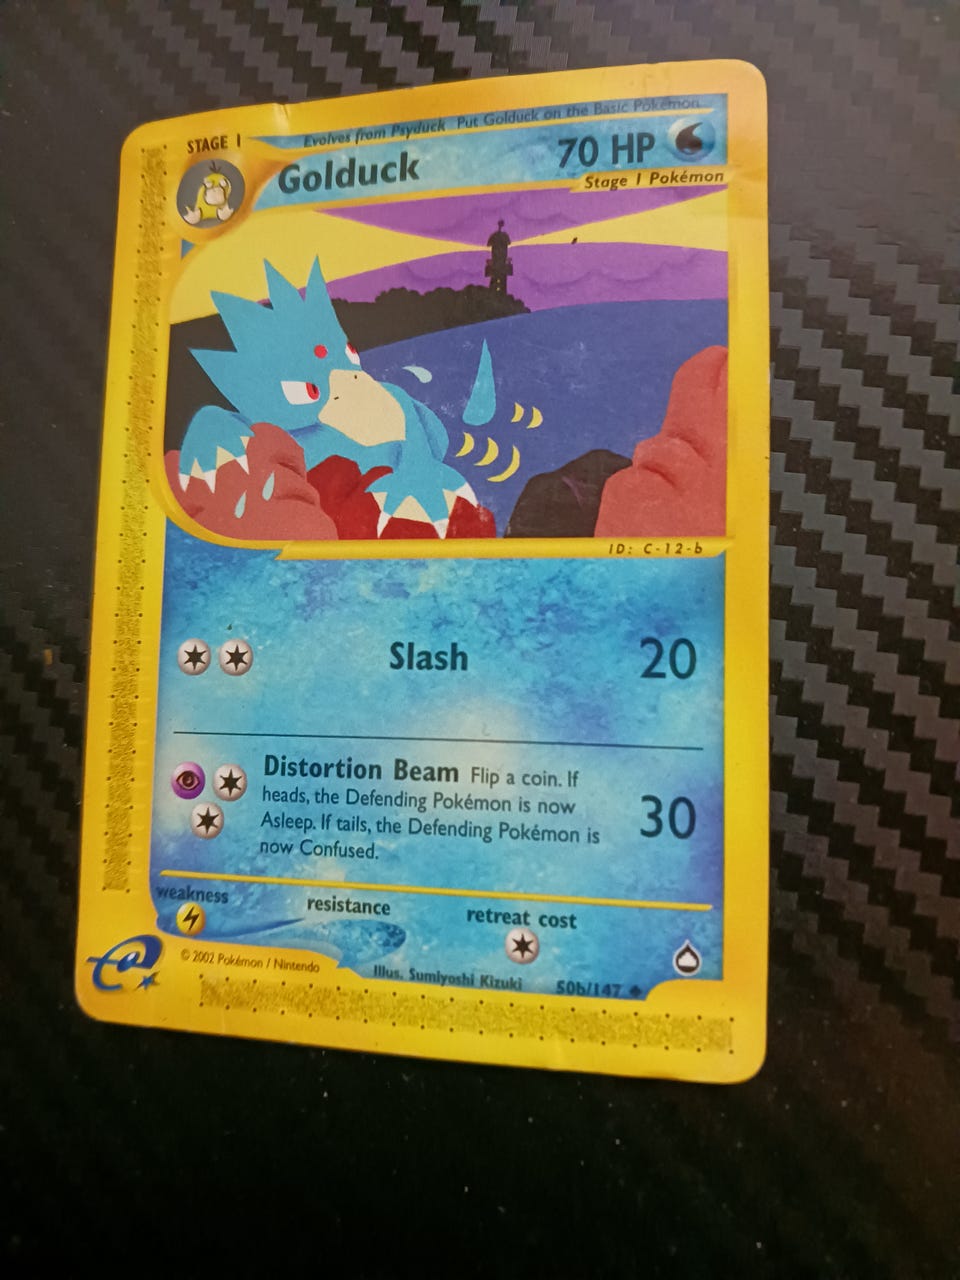 Evolves from Psyduck Put Golduck on the Basic Pokémon
STAGE 1
Golduck 70 HP
Stage 1 Pokémon
ID: C-12-b
Slash 20
Distortion Beam Flip a coin. If
heads, the Defending Pokémon is now
Asleep. If tails, the Defending Pokémon is
now Confused.
30
weakness resistance retreat cost
© 2002 Pokémon / Nintendo
Illus. Sumiyoshi Kizuki 50b/147
e